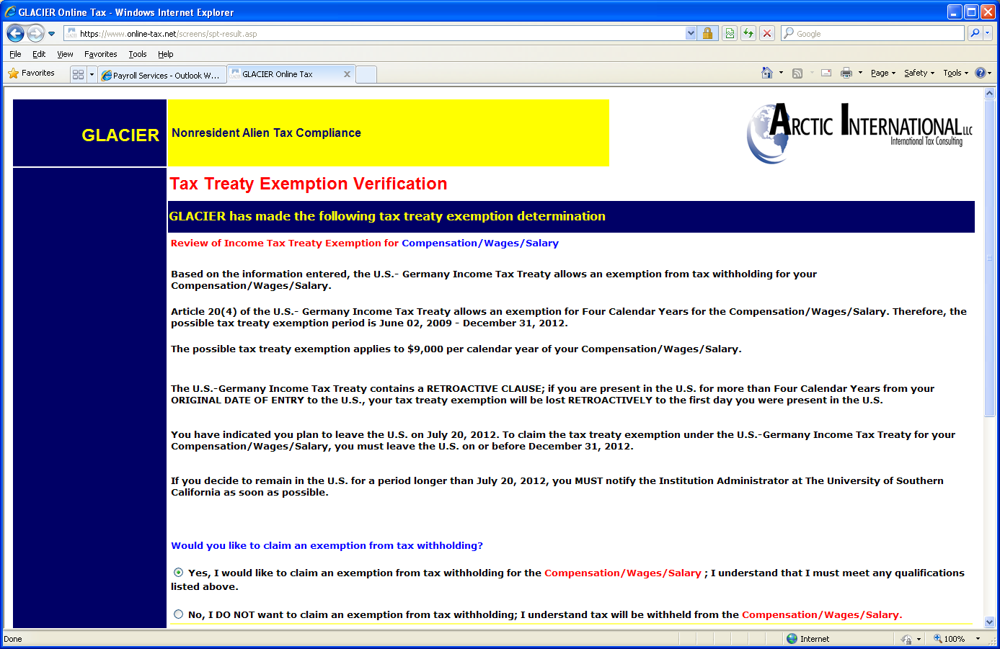 GLACIER Online Tax - Windows Internet Explorer
https://www.online-tax.net/screens/spt-result.asp
Google
File Edit View Favorites Tools Help
Favorites
Payroll Services - Outlook W...
GLACIER Online Tax
Page Safety Tools
GLACIER
Nonresident Alien Tax Compliance
ARCTIC INTERNATIONAL LLC
International Tax Consulting
Tax Treaty Exemption Verification
GLACIER has made the following tax treaty exemption determination
Review of Income Tax Treaty Exemption for Compensation/Wages/Salary
Based on the information entered, the U.S.- Germany Income Tax Treaty allows an exemption from tax withholding for your
Compensation/Wages/Salary.
Article 20(4) of the U.S.- Germany Income Tax Treaty allows an exemption for Four Calendar Years for the Compensation/Wages/Salary. Therefore, the
possible tax treaty exemption period is June 02, 2009 - December 31, 2012.
The possible tax treaty exemption applies to $9,000 per calendar year of your Compensation/Wages/Salary.
The U.S.-Germany Income Tax Treaty contains a RETROACTIVE CLAUSE; if you are present in the U.S. for more than Four Calendar Years from your
ORIGINAL DATE OF ENTRY to the U.S., your tax treaty exemption will be lost RETROACTIVELY to the first day you were present in the U.S.
You have indicated you plan to leave the U.S. on July 20, 2012. To claim the tax treaty exemption under the U.S.-Germany Income Tax Treaty for your
Compensation/Wages/Salary, you must leave the U.S. on or before December 31, 2012.
If you decide to remain in the U.S. for a period longer than July 20, 2012, you MUST notify the Institution Administrator at The University of Southern
California as soon as possible.
Would you like to claim an exemption from tax withholding?
Yes, I would like to claim an exemption from tax withholding for the Compensation/Wages/Salary ; I understand that I must meet any qualifications
listed above.
No, I DO NOT want to claim an exemption from tax withholding; I understand tax will be withheld from the Compensation/Wages/Salary.
Done
Internet
100%